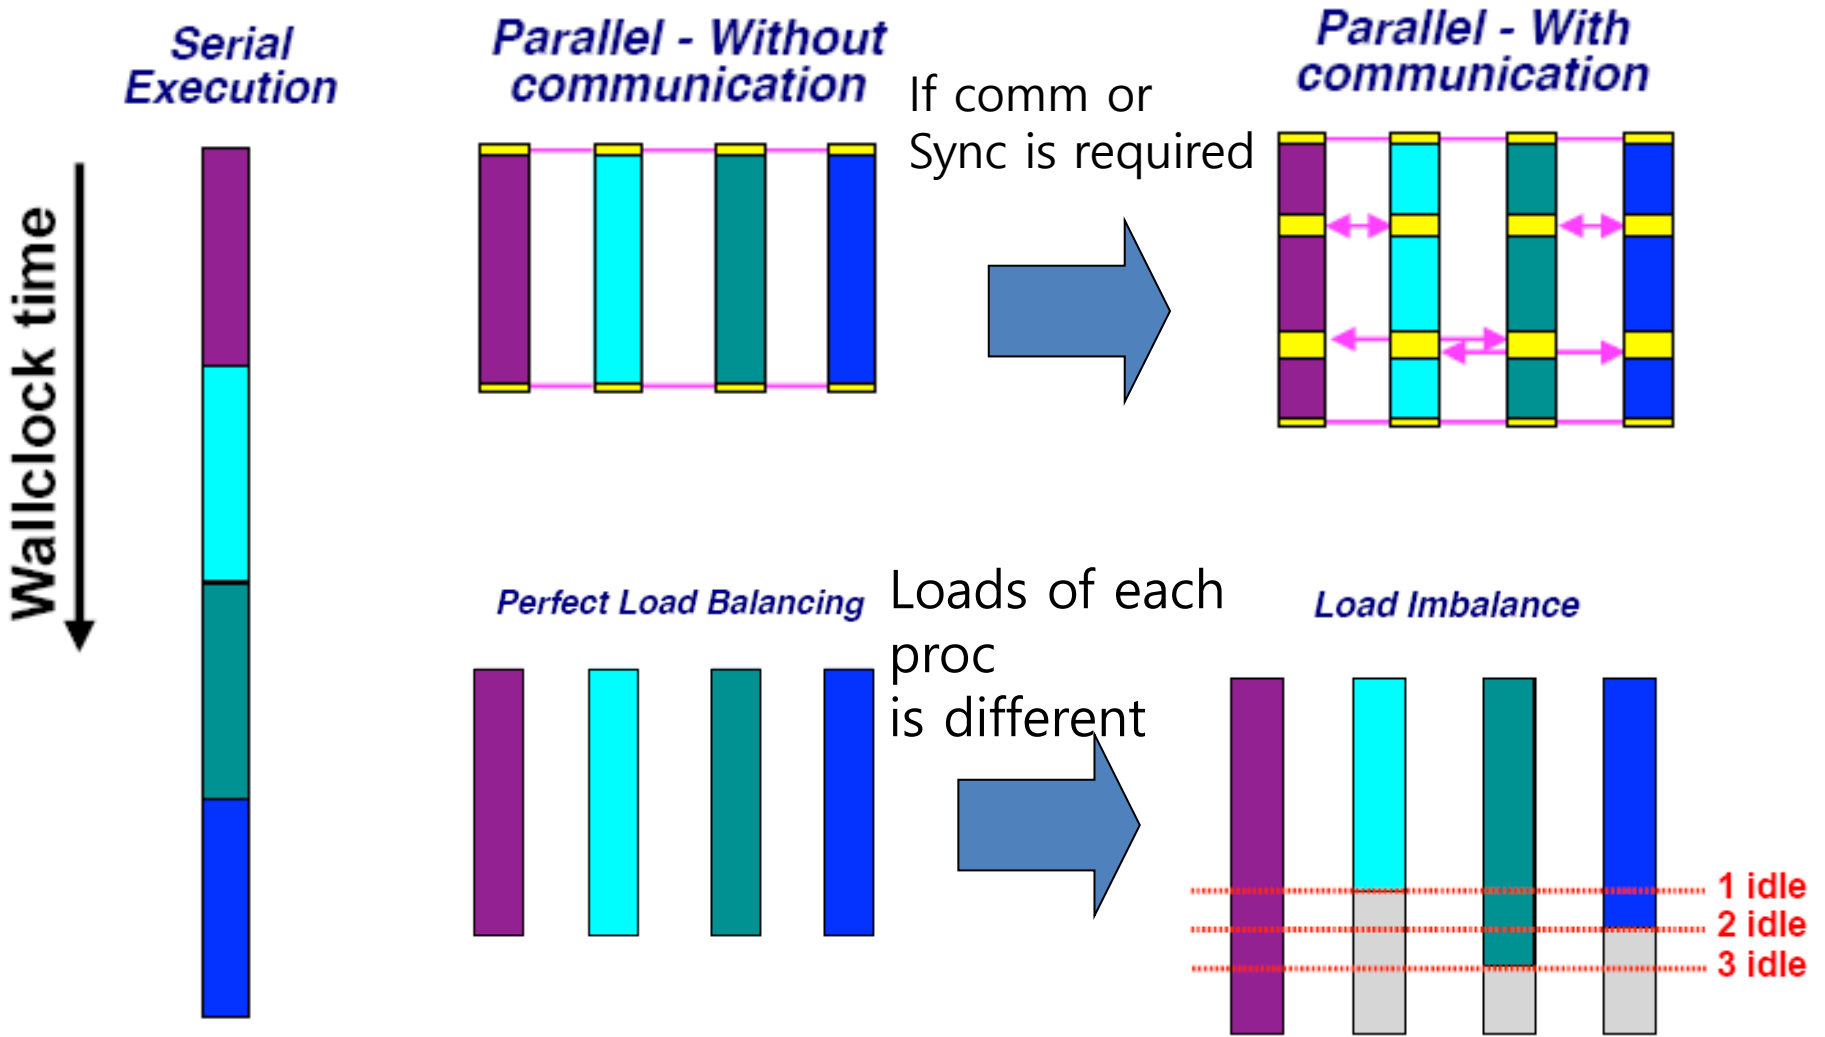 Serial
Execution
Parallel - Without
communication
If comm or
Sync is required
Parallel - With
communication
Wallclock time
Perfect Load Balancing
Loads of each
proc
is different
Load Imbalance
1 idle
2 idle
3 idle